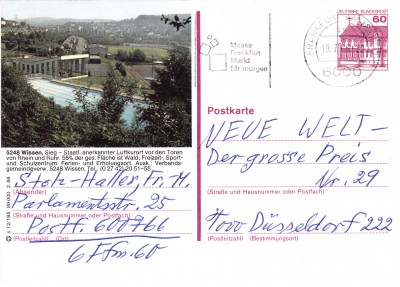 DEUTSCHE BUNDESPOST
60
Messe
Frankfurt
Markt
für morgen
6000
5248 Wissen, Sieg – Staatl. anerkannter Luftkurort vor den Toren
von Rhein und Ruhr. 55% der ges. Fläche ist Wald; Freizeit-, Sport-
und Schulzentrum. Ferien- und Erholungsort. Ausk.: Verbands-
gemeindeverw. 5248 Wissen, Tel. (0 27 42) 20 51–55
Stolz-Haller, Fr. H.
(Absender)
Parlamentsstr. 25
(Straße und Hausnummer oder Postfach)
Postf. 600766
(Postleitzahl) (Ort)
6 Ffm. 60
Postkarte
NEUE WELT –
Der grosse Preis
Nr. 29
(Straße und Hausnummer oder Postfach)
4000 Düsseldorf 222
(Postleitzahl) (Bestimmungsort)